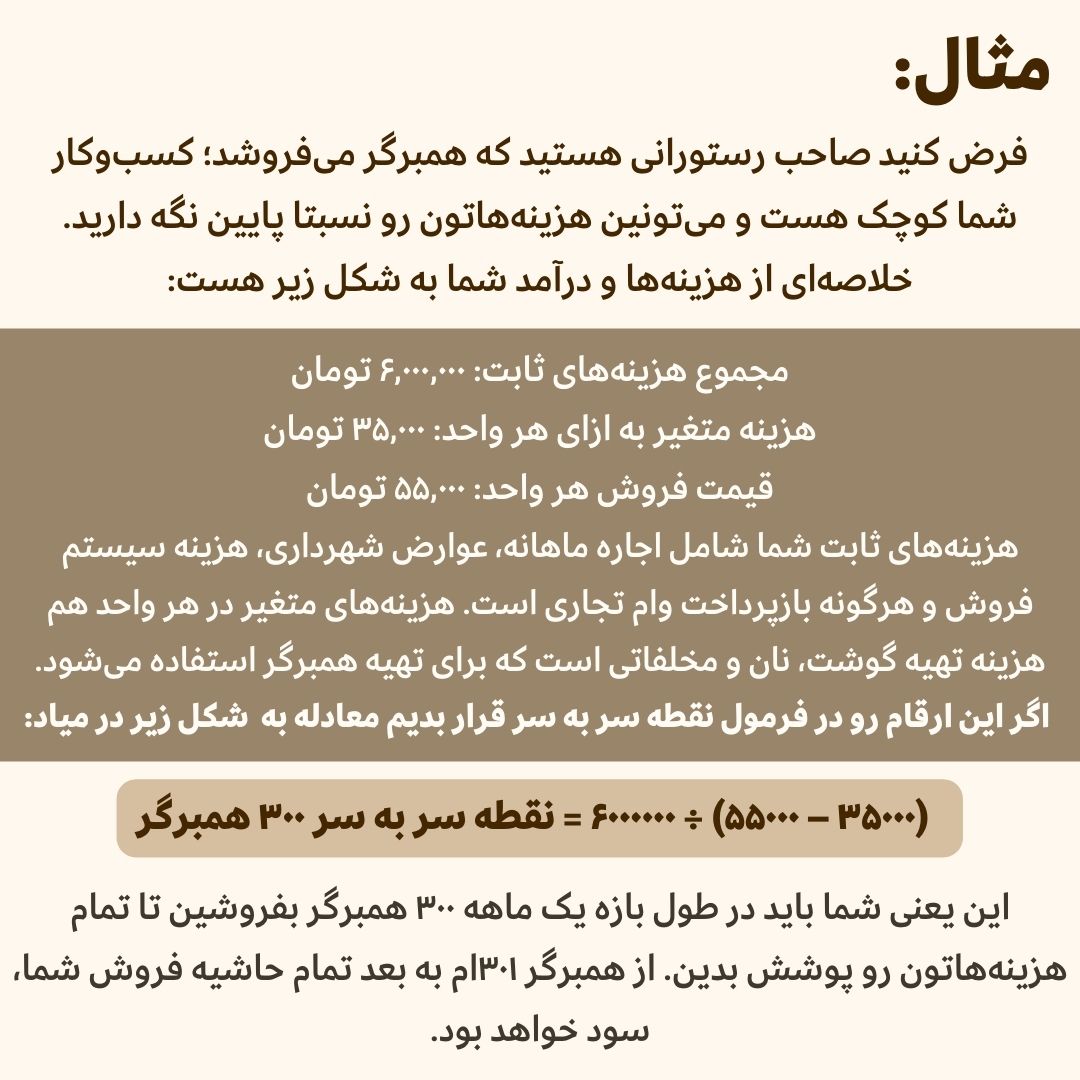 مثال:
فرض کنید صاحب رستورانی هستید که همبرگر می‌فروشد؛ کسب‌وکار
شما کوچک هست و می‌تونین هزینه‌هاتون رو نسبتا پایین نگه دارید.
خلاصه‌ای از هزینه‌ها و درآمد شما به شکل زیر هست:
مجموع هزینه‌های ثابت: ۶,۰۰۰,۰۰۰ تومان
هزینه متغیر به ازای هر واحد: ۳۵,۰۰۰ تومان
قیمت فروش هر واحد: ۵۵,۰۰۰ تومان
هزینه‌های ثابت شما شامل اجاره ماهانه، عوارض شهرداری، هزینه سیستم
فروش و هرگونه بازپرداخت وام تجاری است. هزینه‌های متغیر در هر واحد هم
هزینه تهیه گوشت، نان و مخلفاتی است که برای تهیه همبرگر استفاده می‌شود.
اگر این ارقام رو در فرمول نقطه سر به سر قرار بدیم معادله به شکل زیر در میاد:
(۳۵۰۰۰ – ۵۵۰۰۰) ÷ ۶۰۰۰۰۰۰ = نقطه سر به سر ۳۰۰ همبرگر
این یعنی شما باید در طول بازه یک ماهه ۳۰۰ همبرگر بفروشین تا تمام
هزینه‌هاتون رو پوشش بدین. از همبرگر ۳۰۱ام به بعد تمام حاشیه فروش شما،
سود خواهد بود.